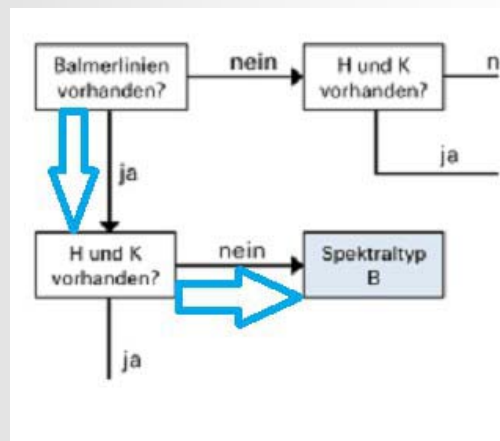 Balmerlinien
vorhanden?
nein
H und K
vorhanden?
n
ja
ja
H und K
vorhanden?
nein
Spektraltyp
B
ja